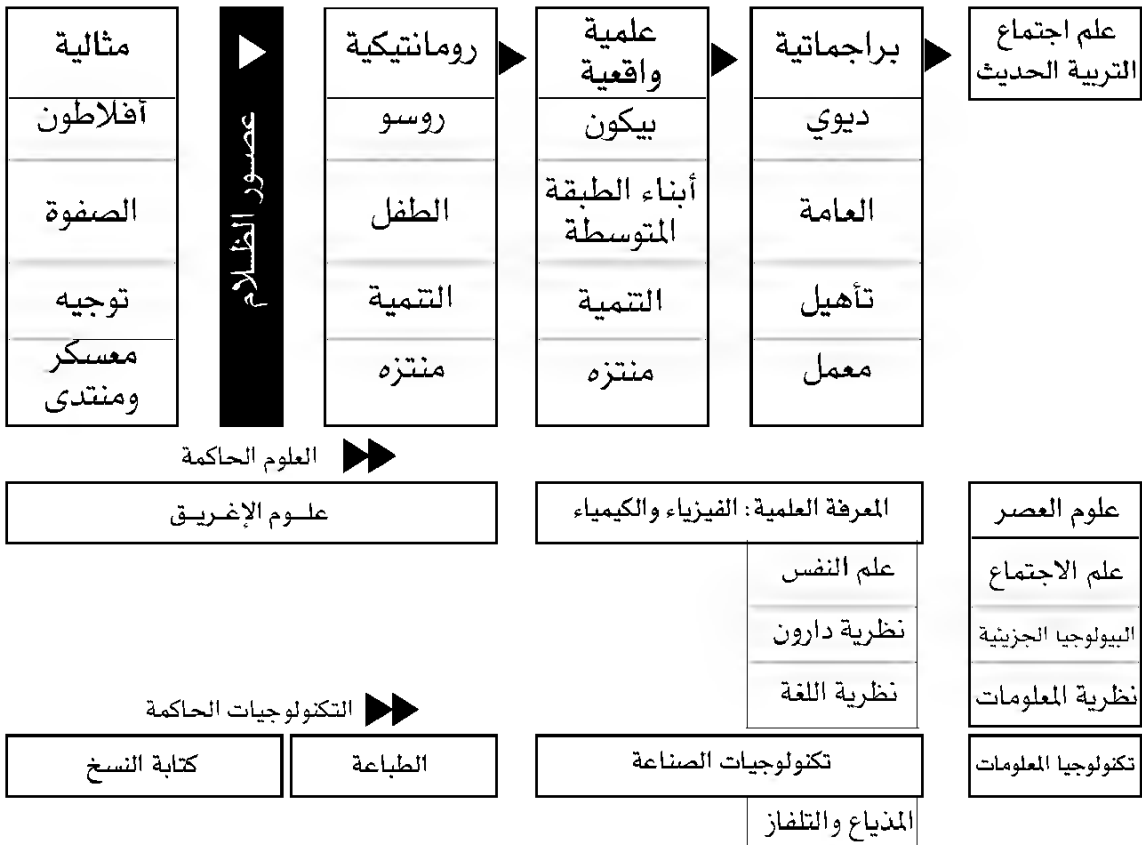 مثالية
أفلاطون
الصفوة
توجيه
معسكر
ومنتدى
عصور الظلام
رومانتيكية
روسو
الطفل
التنمية
منتزه
علمية
واقعية
بيكون
أبناء الطبقة
المتوسطة
التنمية
منتزه
براجماتية
ديوي
العامة
تأهيل
معمل
علم اجتماع
التربية الحديث
العلوم الحاكمة
علوم الإغريق
المعرفة العلمية: الفيزياء والكيمياء
علم النفس
نظرية دارون
نظرية اللغة
علوم العصر
علم الاجتماع
البيولوجيا الجزيئية
نظرية المعلومات
التكنولوجيات الحاكمة
كتابة النسخ
الطباعة
تكنولوجيات الصناعة
المذياع والتلفاز
تكنولوجيا المعلومات